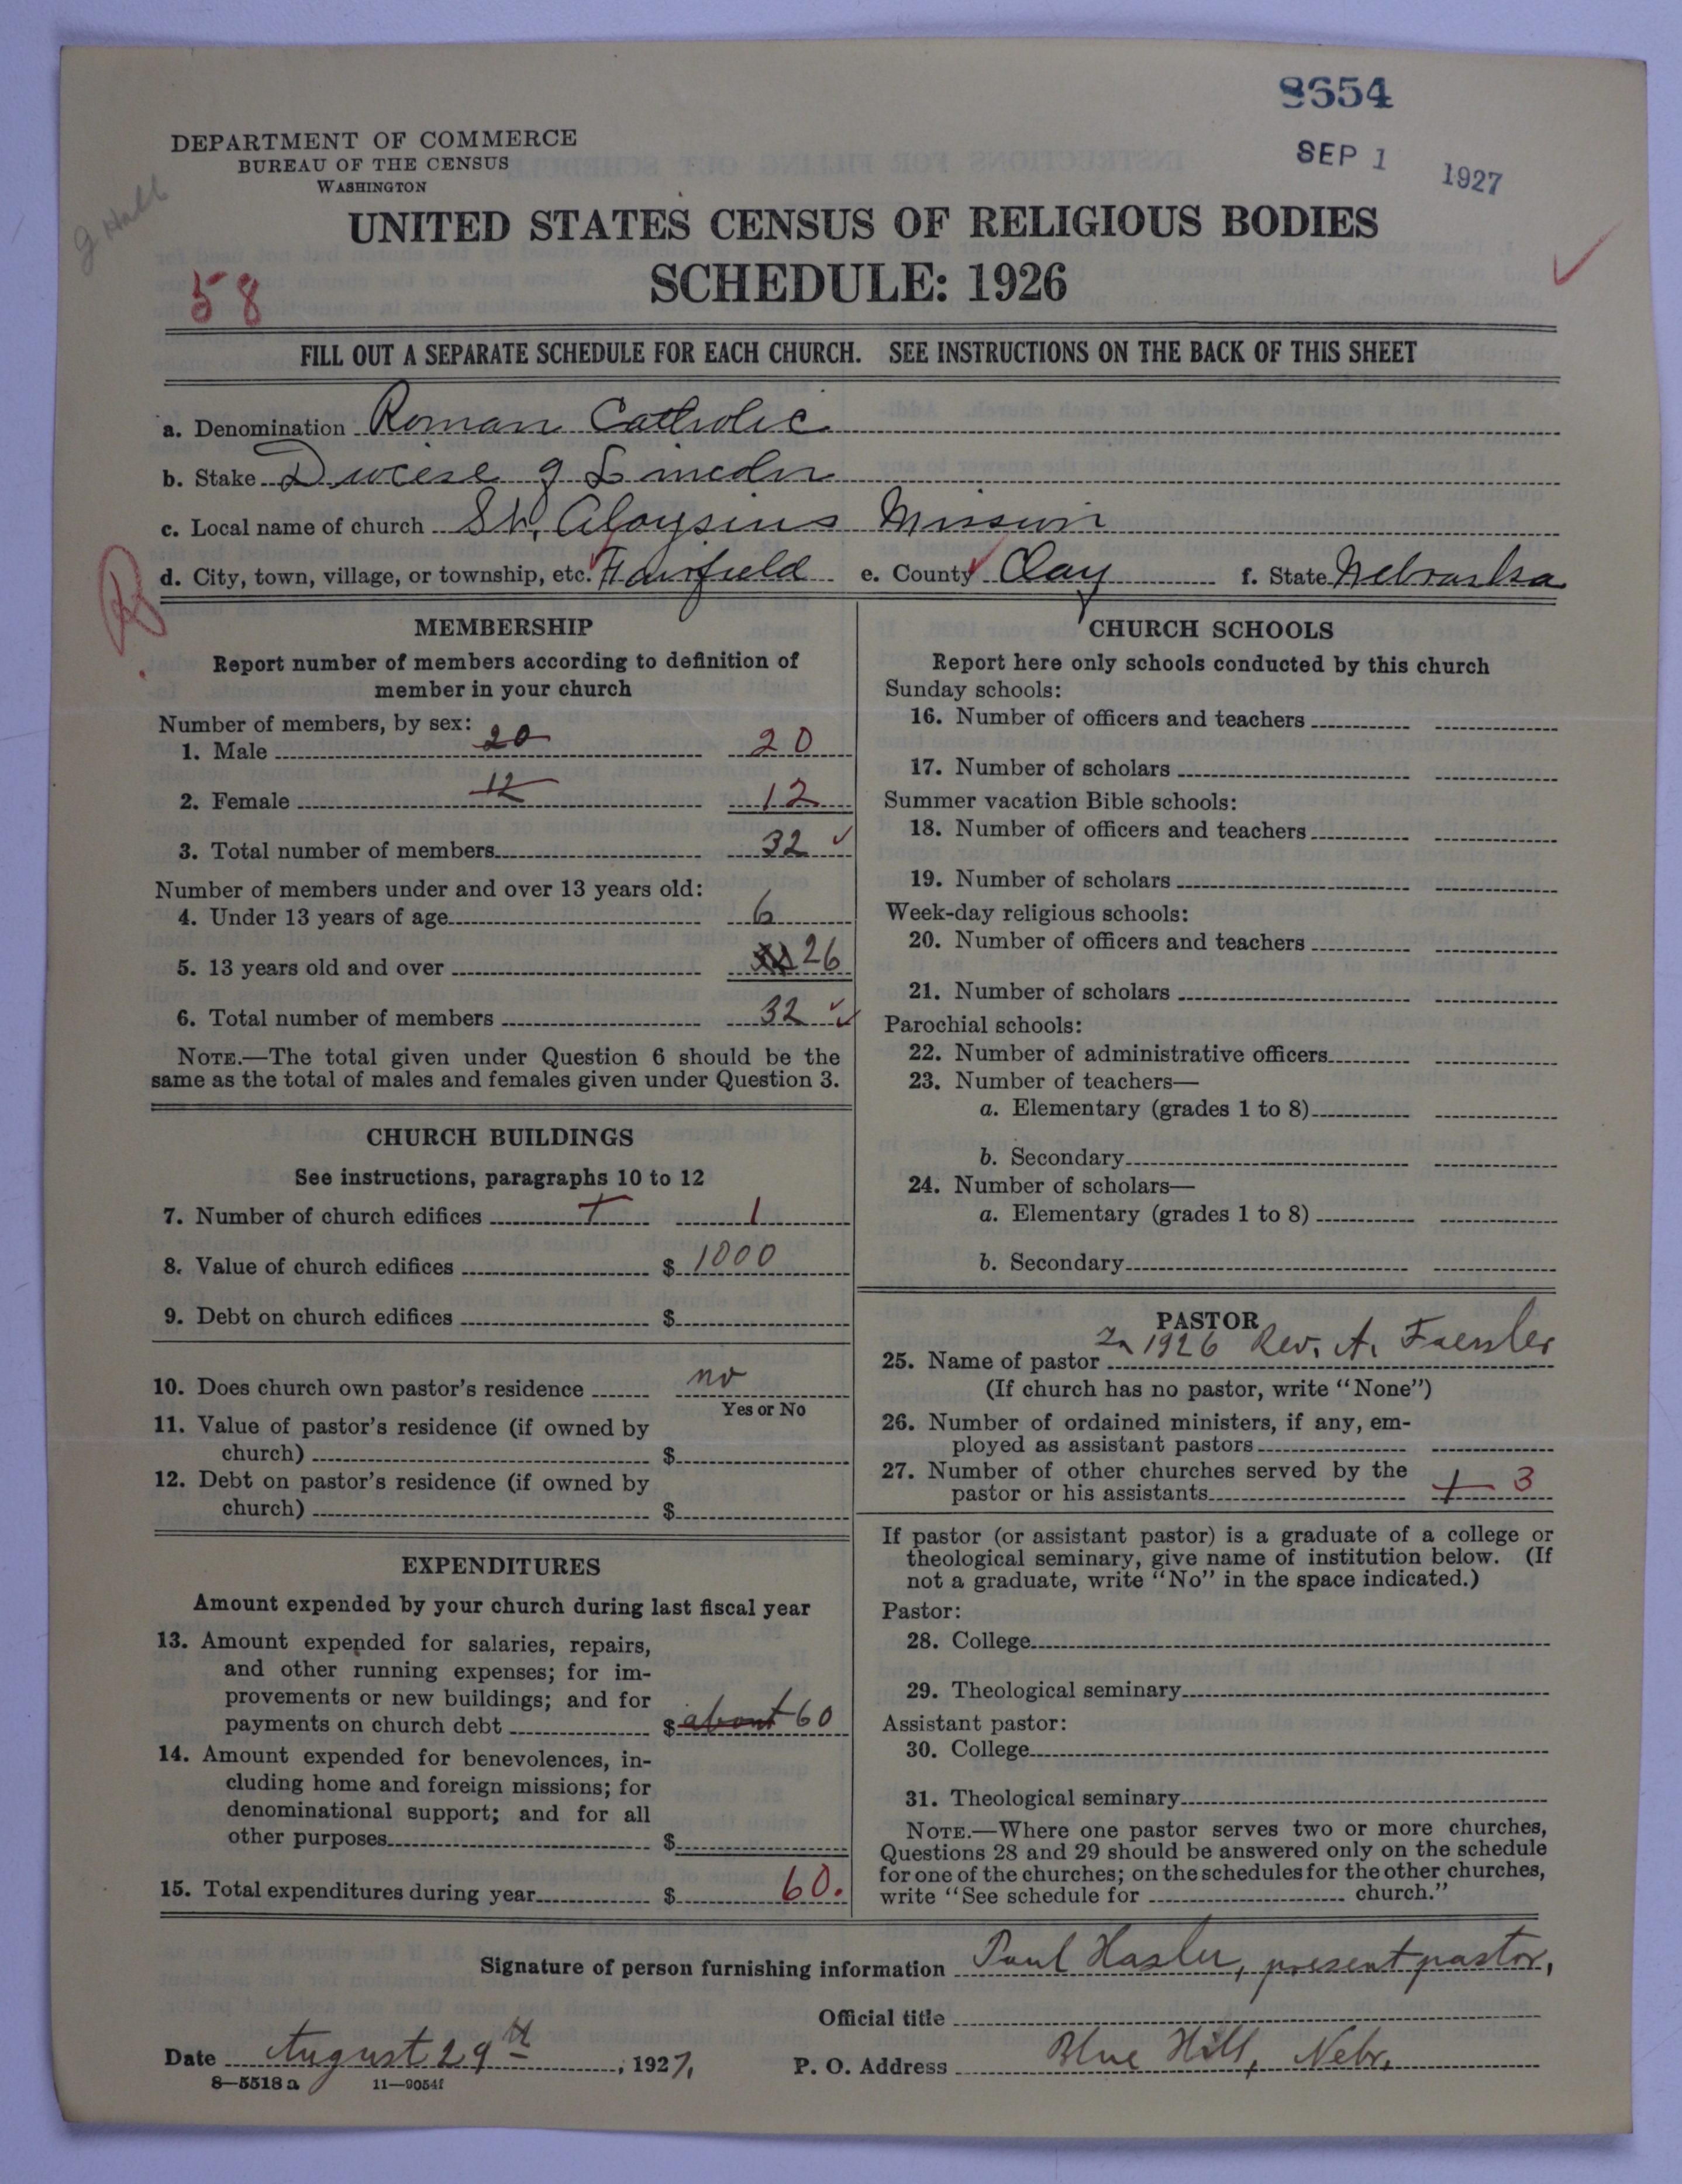 8654
SEP 1 1927
DEPARTMENT OF COMMERCE
BUREAU OF THE CENSUS
WASHINGTON
G Hall
UNITED STATES CENSUS OF RELIGIOUS BODIES
58
SCHEDULE: 1926
FILL OUT A SEPARATE SCHEDULE FOR EACH CHURCH. SEE INSTRUCTIONS ON THE BACK OF THIS SHEET
a. Denomination Roman Catholic
b. Stake Diocese of Lincoln
c. Local name of church St. Aloysius Mission
d. City, town, village, or township, etc. Fairfield e. County Clay f. State Nebraska
R
MEMBERSHIP
Report number of members according to definition of
member in your church
Number of members, by sex:
1. Male 20 20
2. Female 12 12
3. Total number of members 32
Number of members under and over 13 years old:
4. Under 13 years of age 6
5. 13 years old and over 26
6. Total number of members 32
NOTE.—The total given under Question 6 should be the
same as the total of males and females given under Question 3.
CHURCH BUILDINGS
See instructions, paragraphs 10 to 12
7. Number of church edifices 1 1
8. Value of church edifices $ 1000
9. Debt on church edifices $
10. Does church own pastor's residence no
Yes or No
11. Value of pastor's residence (if owned by
church) $
12. Debt on pastor's residence (if owned by
church) $
EXPENDITURES
Amount expended by your church during last fiscal year
13. Amount expended for salaries, repairs,
and other running expenses; for im-
provements or new buildings; and for
payments on church debt $ about 60
14. Amount expended for benevolences, in-
cluding home and foreign missions; for
denominational support; and for all
other purposes $
15. Total expenditures during year $ 60.
CHURCH SCHOOLS
Report here only schools conducted by this church
Sunday schools:
16. Number of officers and teachers
17. Number of scholars
Summer vacation Bible schools:
18. Number of officers and teachers
19. Number of scholars
Week-day religious schools:
20. Number of officers and teachers
21. Number of scholars
Parochial schools:
22. Number of administrative officers
23. Number of teachers—
a. Elementary (grades 1 to 8)
b. Secondary
24. Number of scholars—
a. Elementary (grades 1 to 8)
b. Secondary
PASTOR
25. Name of pastor In 1926 Rev. A. Faessler
(If church has no pastor, write "None")
26. Number of ordained ministers, if any, em-
ployed as assistant pastors
27. Number of other churches served by the
pastor or his assistants 1 3
If pastor (or assistant pastor) is a graduate of a college or
theological seminary, give name of institution below. (If
not a graduate, write "No" in the space indicated.)
Pastor:
28. College
29. Theological seminary
Assistant pastor:
30. College
31. Theological seminary
NOTE.—Where one pastor serves two or more churches,
Questions 28 and 29 should be answered only on the schedule
for one of the churches; on the schedules for the other churches,
write "See schedule for church."
Signature of person furnishing information Paul Hasler, present pastor,
Official title
Date August 29th, 1927, P. O. Address Blue Hill, Nebr.
8—5518 a 11—9054f